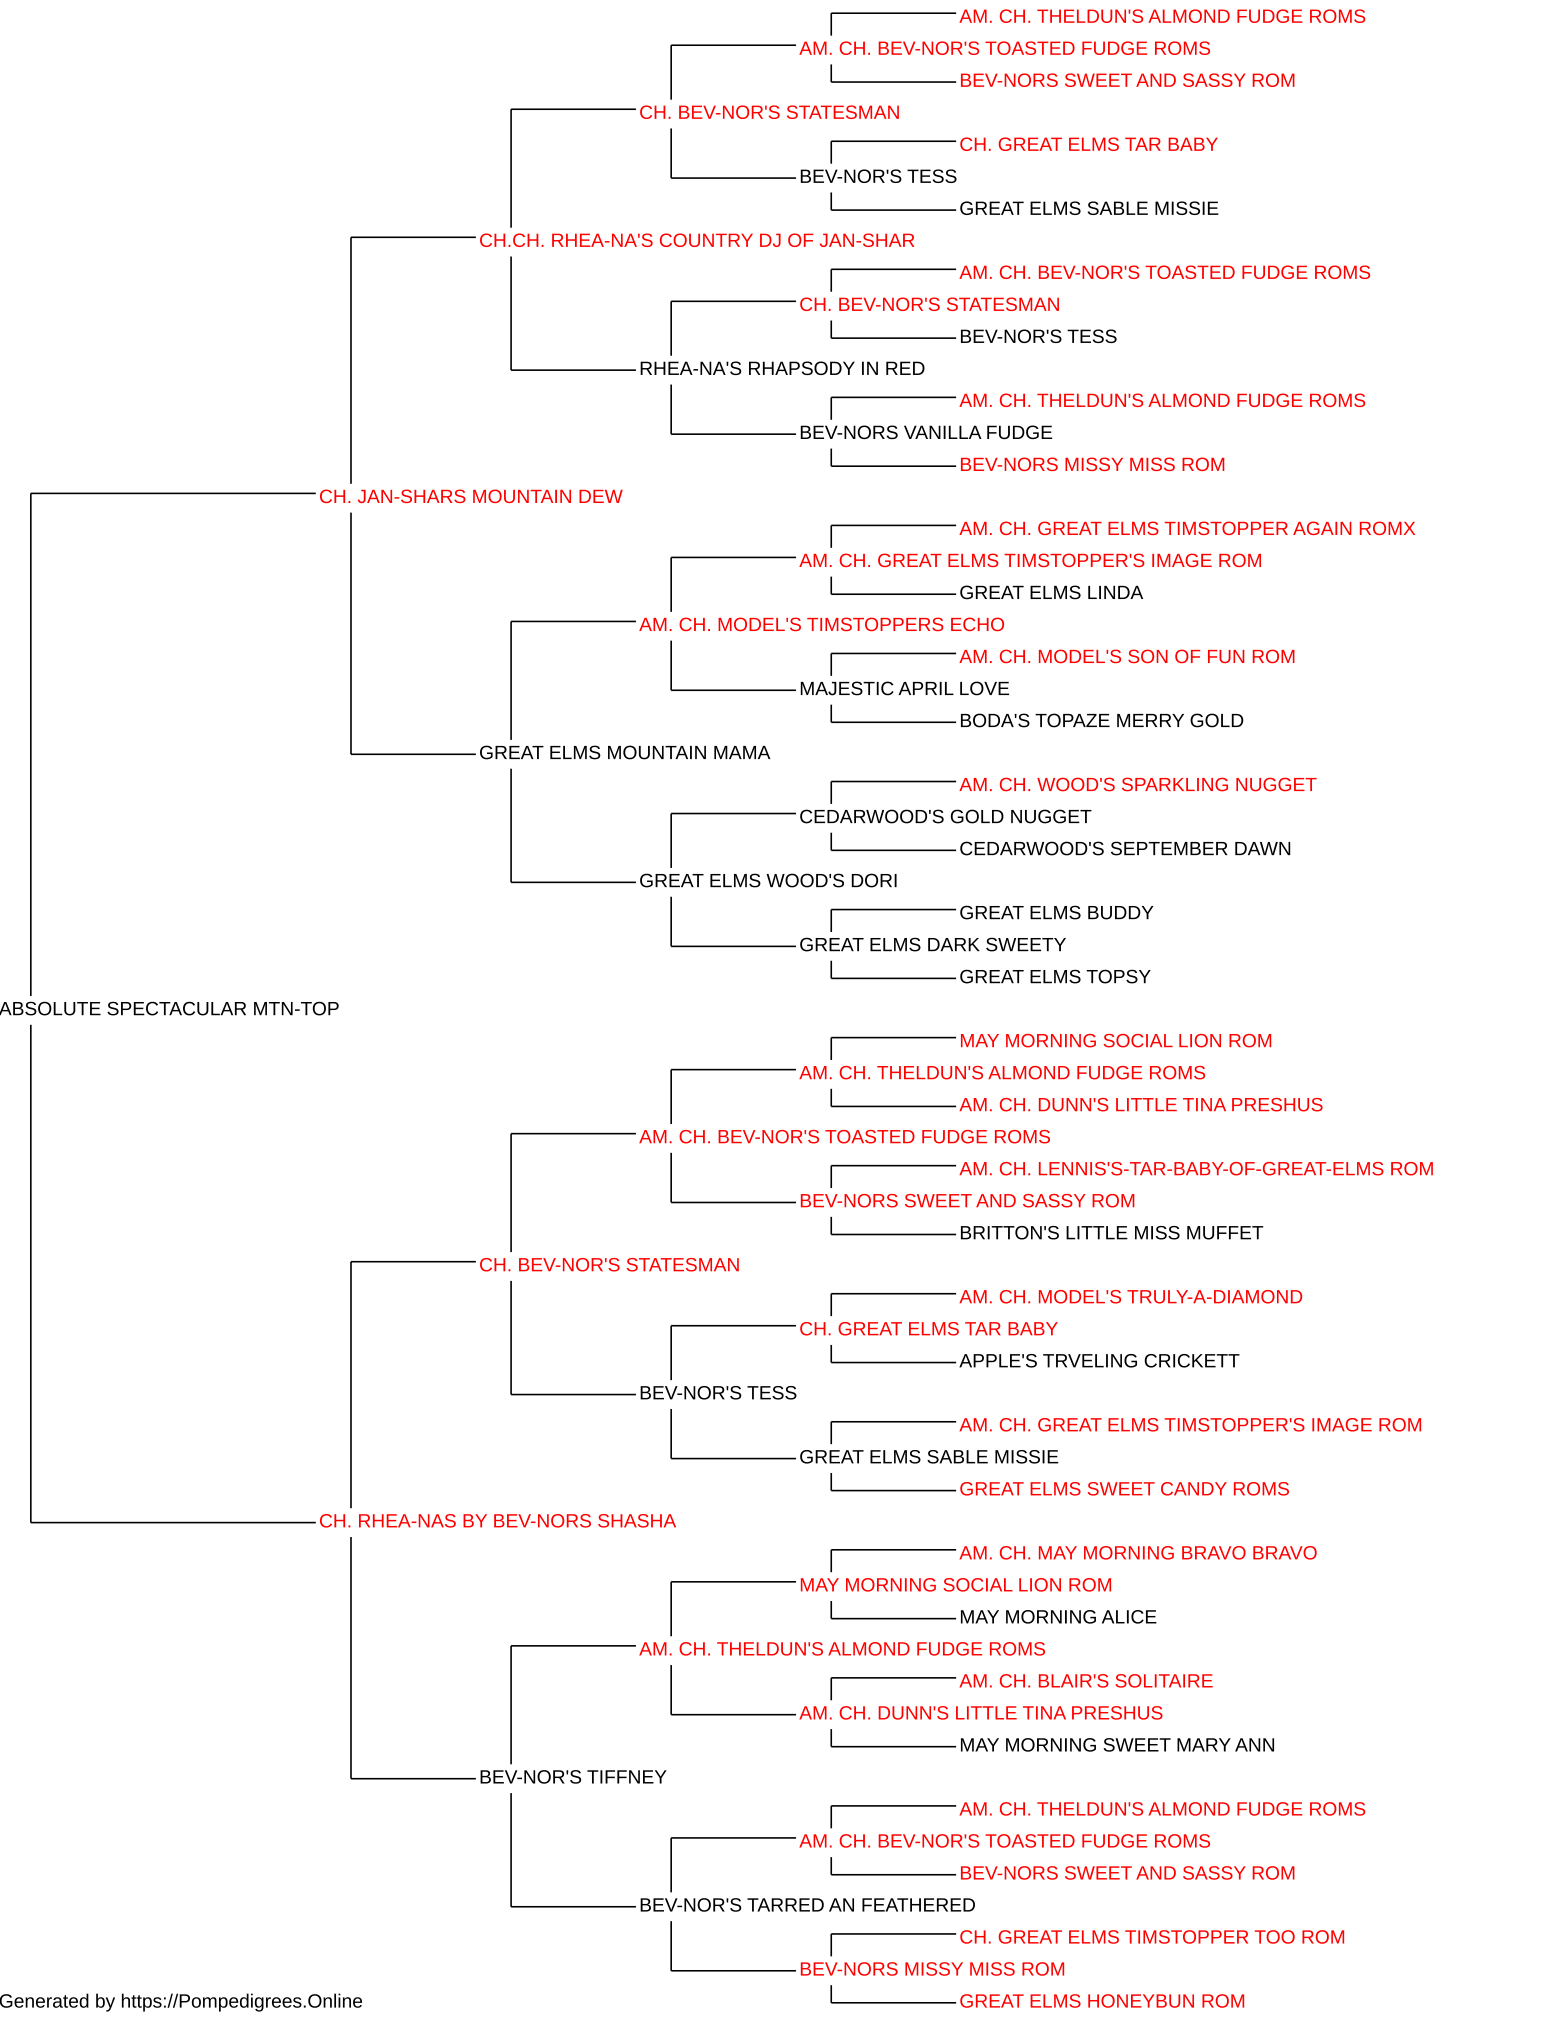 AM. CH. THELDUN'S ALMOND FUDGE ROMS
AM. CH. BEV-NOR'S TOASTED FUDGE ROMS
BEV-NORS SWEET AND SASSY ROM
CH. BEV-NOR'S STATESMAN
CH. GREAT ELMS TAR BABY
BEV-NOR'S TESS
GREAT ELMS SABLE MISSIE
CH.CH. RHEA-NA'S COUNTRY DJ OF JAN-SHAR
AM. CH. BEV-NOR'S TOASTED FUDGE ROMS
CH. BEV-NOR'S STATESMAN
BEV-NOR'S TESS
RHEA-NA'S RHAPSODY IN RED
AM. CH. THELDUN'S ALMOND FUDGE ROMS
BEV-NORS VANILLA FUDGE
BEV-NORS MISSY MISS ROM
CH. JAN-SHARS MOUNTAIN DEW
AM. CH. GREAT ELMS TIMSTOPPER AGAIN ROMX
AM. CH. GREAT ELMS TIMSTOPPER'S IMAGE ROM
GREAT ELMS LINDA
AM. CH. MODEL'S TIMSTOPPERS ECHO
AM. CH. MODEL'S SON OF FUN ROM
MAJESTIC APRIL LOVE
BODA'S TOPAZE MERRY GOLD
GREAT ELMS MOUNTAIN MAMA
AM. CH. WOOD'S SPARKLING NUGGET
CEDARWOOD'S GOLD NUGGET
CEDARWOOD'S SEPTEMBER DAWN
GREAT ELMS WOOD'S DORI
GREAT ELMS BUDDY
GREAT ELMS DARK SWEETY
GREAT ELMS TOPSY
ABSOLUTE SPECTACULAR MTN-TOP
MAY MORNING SOCIAL LION ROM
AM. CH. THELDUN'S ALMOND FUDGE ROMS
AM. CH. DUNN'S LITTLE TINA PRESHUS
AM. CH. BEV-NOR'S TOASTED FUDGE ROMS
AM. CH. LENNIS'S-TAR-BABY-OF-GREAT-ELMS ROM
BEV-NORS SWEET AND SASSY ROM
BRITTON'S LITTLE MISS MUFFET
CH. BEV-NOR'S STATESMAN
AM. CH. MODEL'S TRULY-A-DIAMOND
CH. GREAT ELMS TAR BABY
APPLE'S TRVELING CRICKETT
BEV-NOR'S TESS
AM. CH. GREAT ELMS TIMSTOPPER'S IMAGE ROM
GREAT ELMS SABLE MISSIE
GREAT ELMS SWEET CANDY ROMS
CH. RHEA-NAS BY BEV-NORS SHASHA
AM. CH. MAY MORNING BRAVO BRAVO
MAY MORNING SOCIAL LION ROM
MAY MORNING ALICE
AM. CH. THELDUN'S ALMOND FUDGE ROMS
AM. CH. BLAIR'S SOLITAIRE
AM. CH. DUNN'S LITTLE TINA PRESHUS
MAY MORNING SWEET MARY ANN
BEV-NOR'S TIFFNEY
AM. CH. THELDUN'S ALMOND FUDGE ROMS
AM. CH. BEV-NOR'S TOASTED FUDGE ROMS
BEV-NORS SWEET AND SASSY ROM
BEV-NOR'S TARRED AN FEATHERED
CH. GREAT ELMS TIMSTOPPER TOO ROM
BEV-NORS MISSY MISS ROM
GREAT ELMS HONEYBUN ROM
Generated by https://Pompedigrees.Online